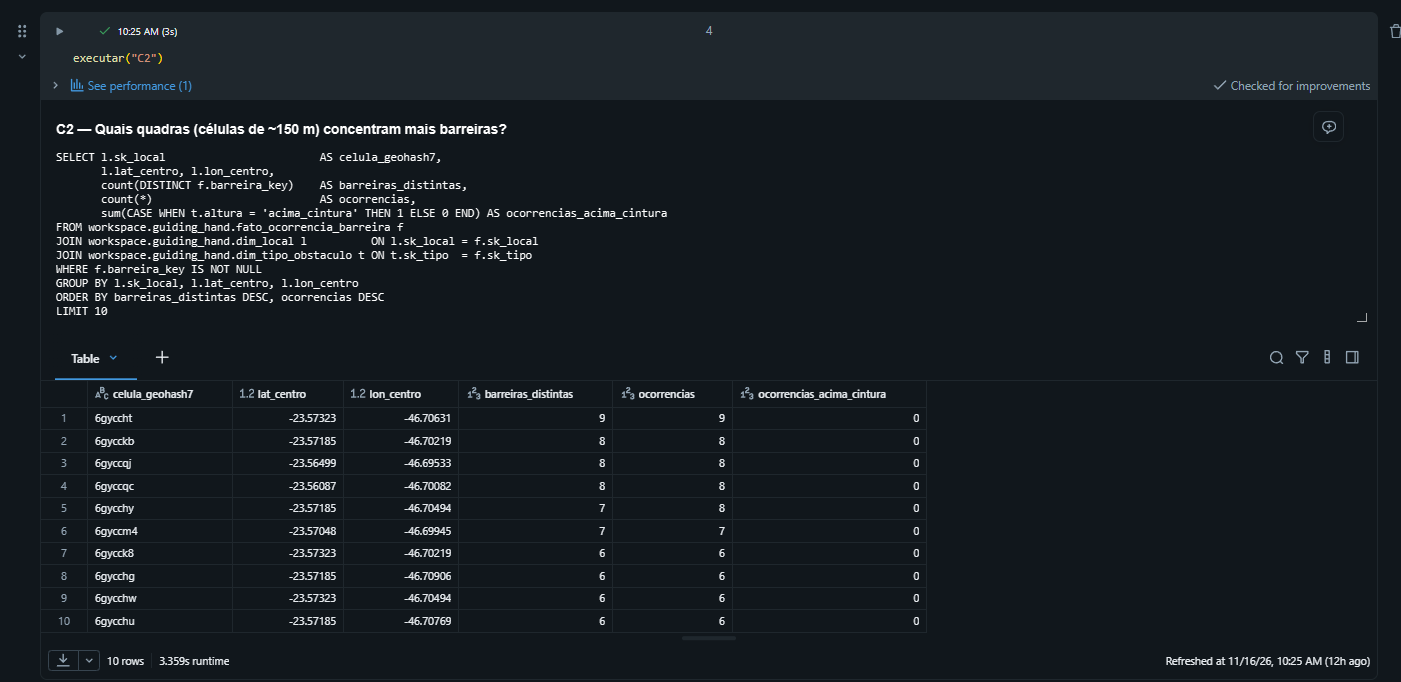 10:25 AM (3s)
4
executar("C2")
See performance (1)
Checked for improvements
C2 — Quais quadras (células de ~150 m) concentram mais barreiras?
SELECT l.sk_local AS celula_geohash7,
l.lat_centro, l.lon_centro,
count(DISTINCT f.barreira_key) AS barreiras_distintas,
count(*) AS ocorrencias,
sum(CASE WHEN t.altura = 'acima_cintura' THEN 1 ELSE 0 END) AS ocorrencias_acima_cintura
FROM workspace.guiding_hand.fato_ocorrencia_barreira f
JOIN workspace.guiding_hand.dim_local l ON l.sk_local = f.sk_local
JOIN workspace.guiding_hand.dim_tipo_obstaculo t ON t.sk_tipo = f.sk_tipo
WHERE f.barreira_key IS NOT NULL
GROUP BY l.sk_local, l.lat_centro, l.lon_centro
ORDER BY barreiras_distintas DESC, ocorrencias DESC
LIMIT 10
Table +
ABC celula_geohash7 1.2 lat_centro 1.2 lon_centro 123 barreiras_distintas 123 ocorrencias 123 ocorrencias_acima_cintura
1 6gyccht -23.57323 -46.70631 9 9 0
2 6gycckb -23.57185 -46.70219 8 8 0
3 6gyccqj -23.56499 -46.69533 8 8 0
4 6gyccqc -23.56087 -46.70082 8 8 0
5 6gycchy -23.57185 -46.70494 7 8 0
6 6gyccm4 -23.57048 -46.69945 7 7 0
7 6gycck8 -23.57323 -46.70219 6 6 0
8 6gycchg -23.57185 -46.70906 6 6 0
9 6gycchw -23.57323 -46.70494 6 6 0
10 6gycchu -23.57185 -46.70769 6 6 0
10 rows 3.359s runtime
Refreshed at 11/16/26, 10:25 AM (12h ago)